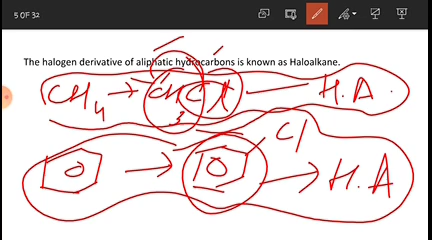 5 OF 32
The halogen derivative of aliphatic hydrocarbons is known as Haloalkane.
CH4 → CH3Cl — H.A.
Cl
→ → H.A